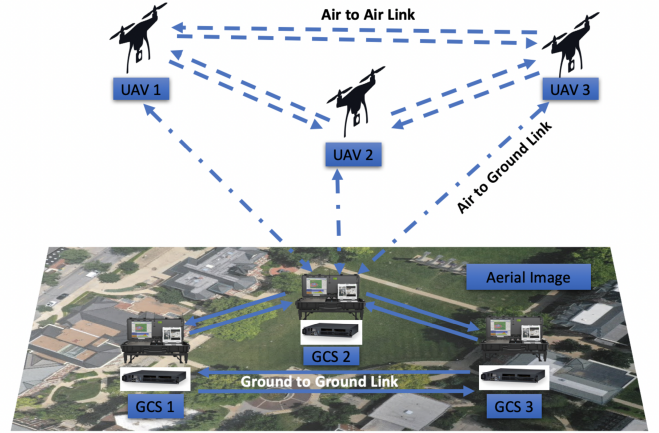 Air to Air Link
UAV 1
UAV 3
UAV 2
Air to Ground Link
Aerial Image
GCS 2
Ground to Ground Link
GCS 1
GCS 3